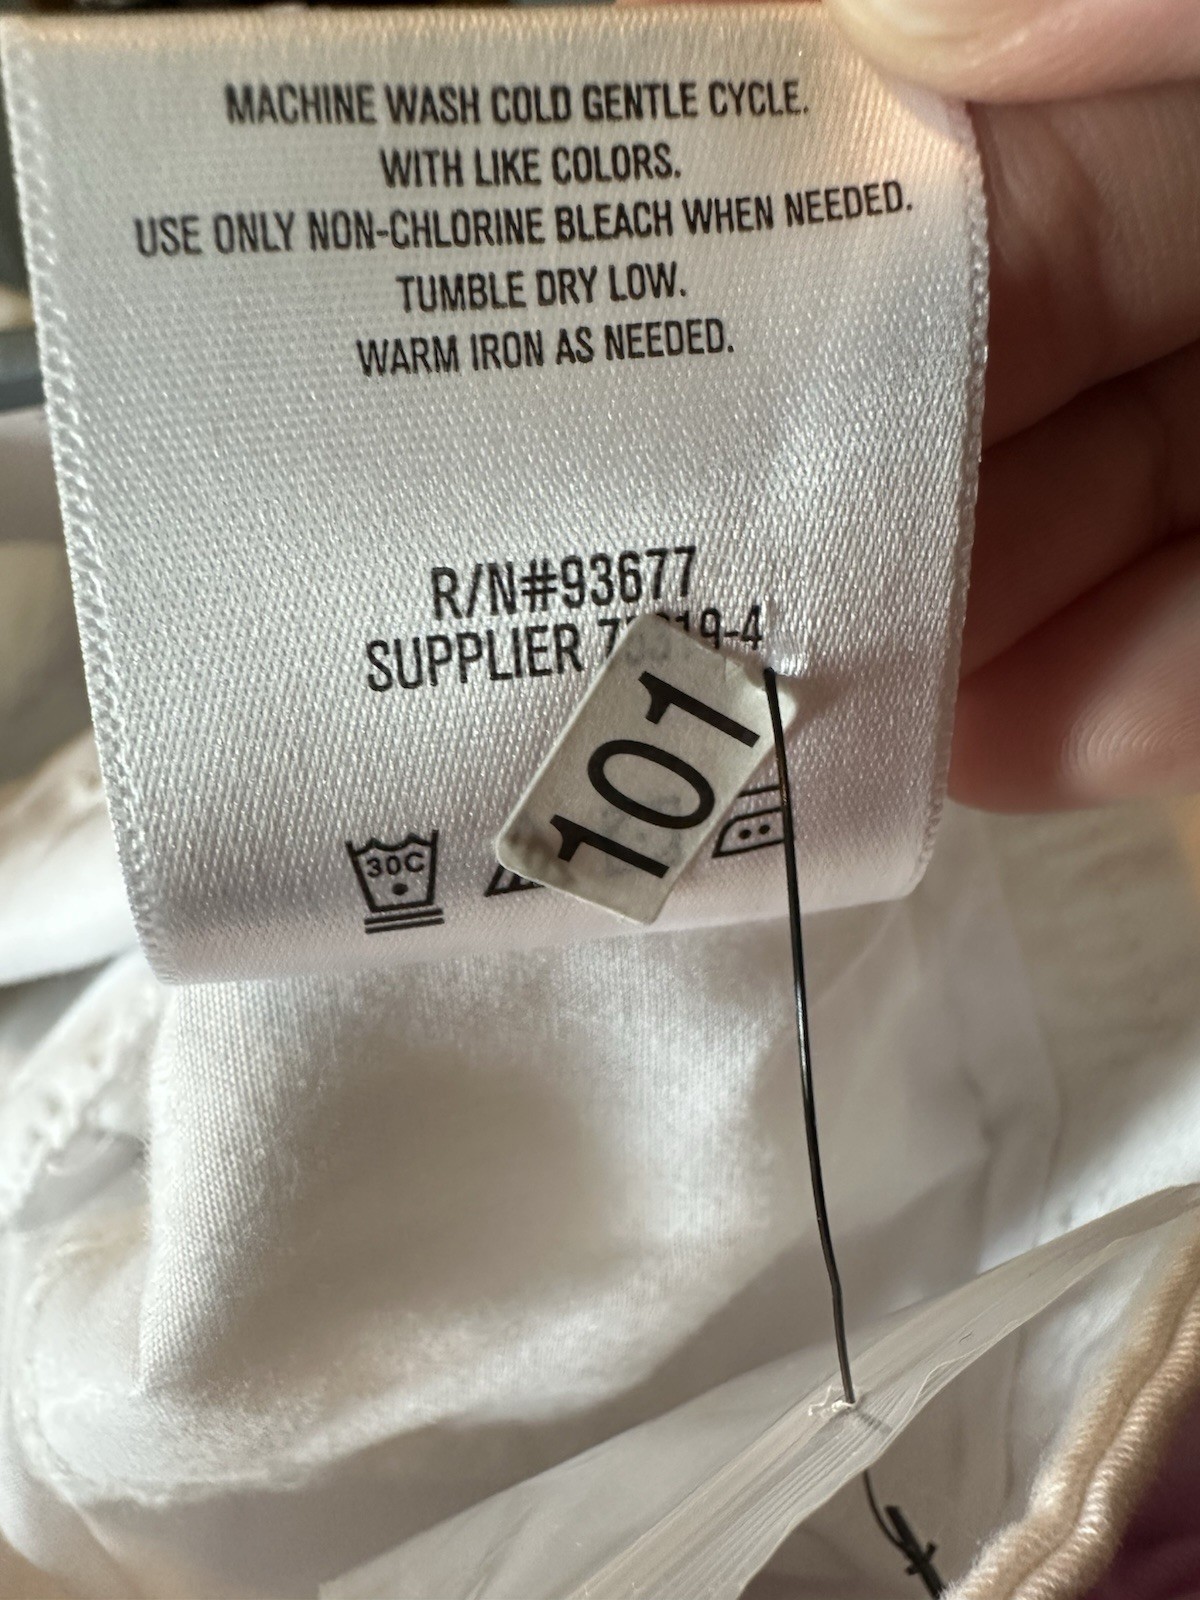 MACHINE WASH COLD GENTLE CYCLE.
WITH LIKE COLORS.
USE ONLY NON-CHLORINE BLEACH WHEN NEEDED.
TUMBLE DRY LOW.
WARM IRON AS NEEDED.
R/N#93677
SUPPLIER
101
30C